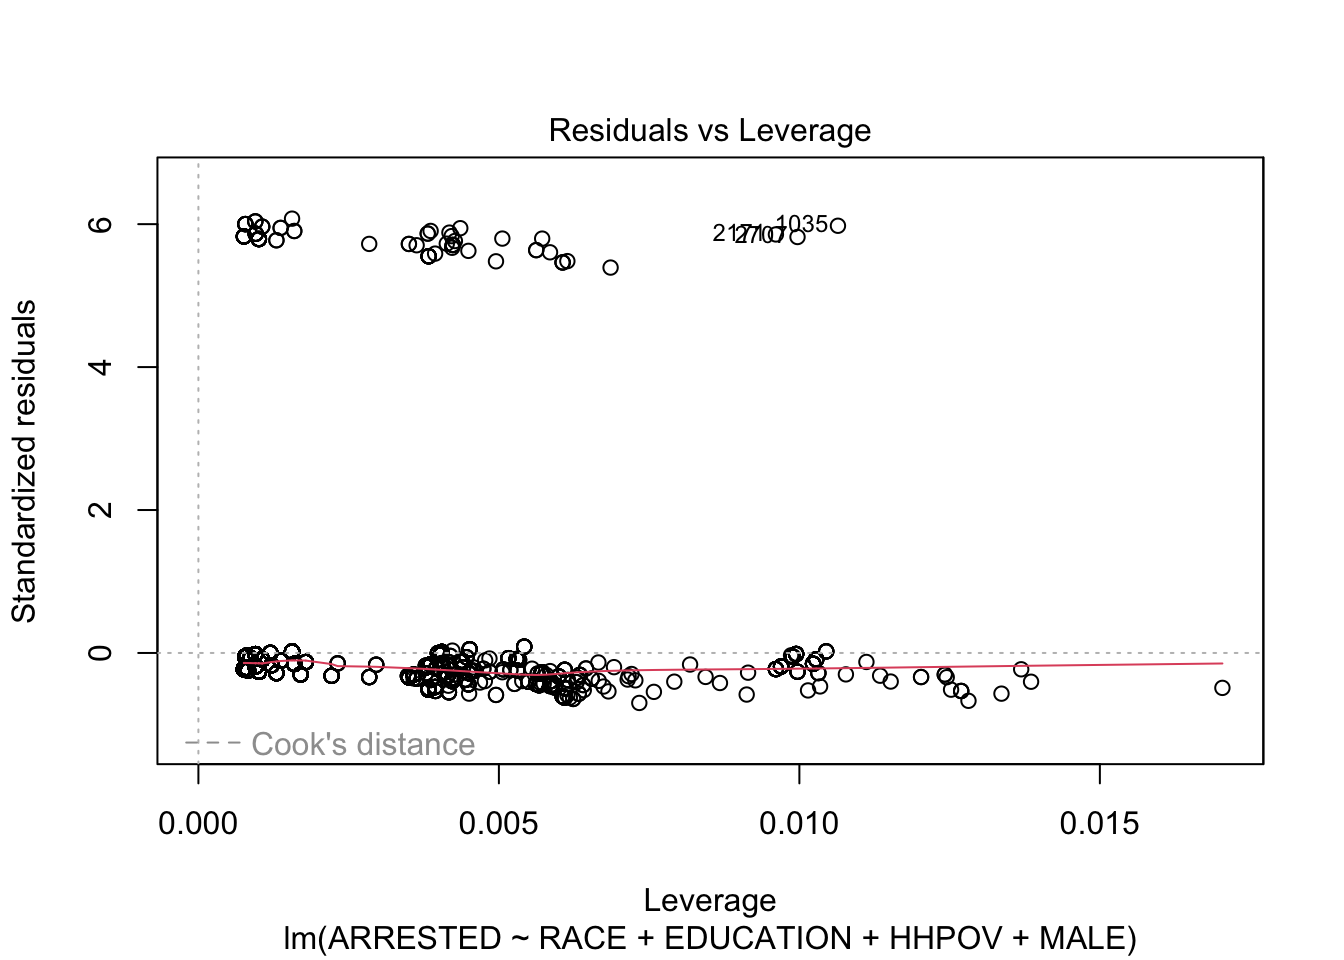 Residuals vs Leverage
Standardized residuals
6
4
2
0
1035
2707
Cook's distance
0.000 0.005 0.010 0.015
Leverage
lm(ARRESTED ~ RACE + EDUCATION + HHPOV + MALE)